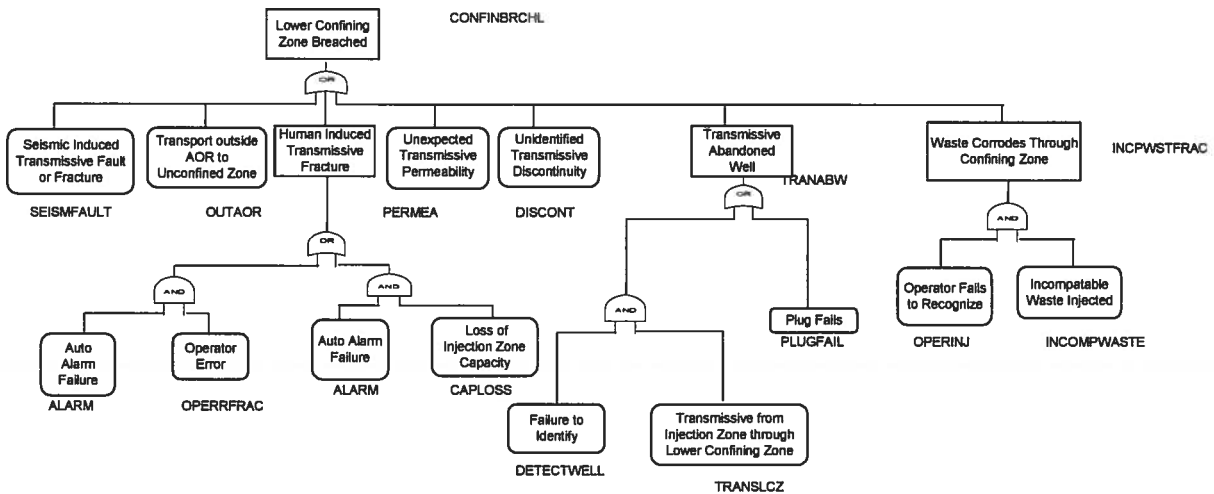 Lower Confining
Zone Breached
CONFINBRCHL
OR
Seismic Induced
Transmissive Fault
or Fracture
SEISMFAULT
Transport outside
AOR to
Unconfined Zone
OUTAOR
Human Induced
Transmissive
Fracture
Unexpected
Transmissive
Permeability
PERMEA
Unidentified
Transmissive
Discontinuity
DISCONT
Transmissive
Abandoned
Well
TRANABW
Waste Corrodes Through
Confining Zone
INCPWSTFRAC
OR
OR
AND
AND
AND
AND
Auto
Alarm
Failure
ALARM
Operator
Error
OPERRFRAC
Auto Alarm
Failure
ALARM
Loss of
Injection Zone
Capacity
CAPLOSS
Failure to
Identify
DETECTWELL
Transmissive from
Injection Zone through
Lower Confining Zone
TRANSLCZ
Plug Fails
PLUGFAIL
Operator Fails
to Recognize
OPERINJ
Incompatable
Waste Injected
INCOMPWASTE